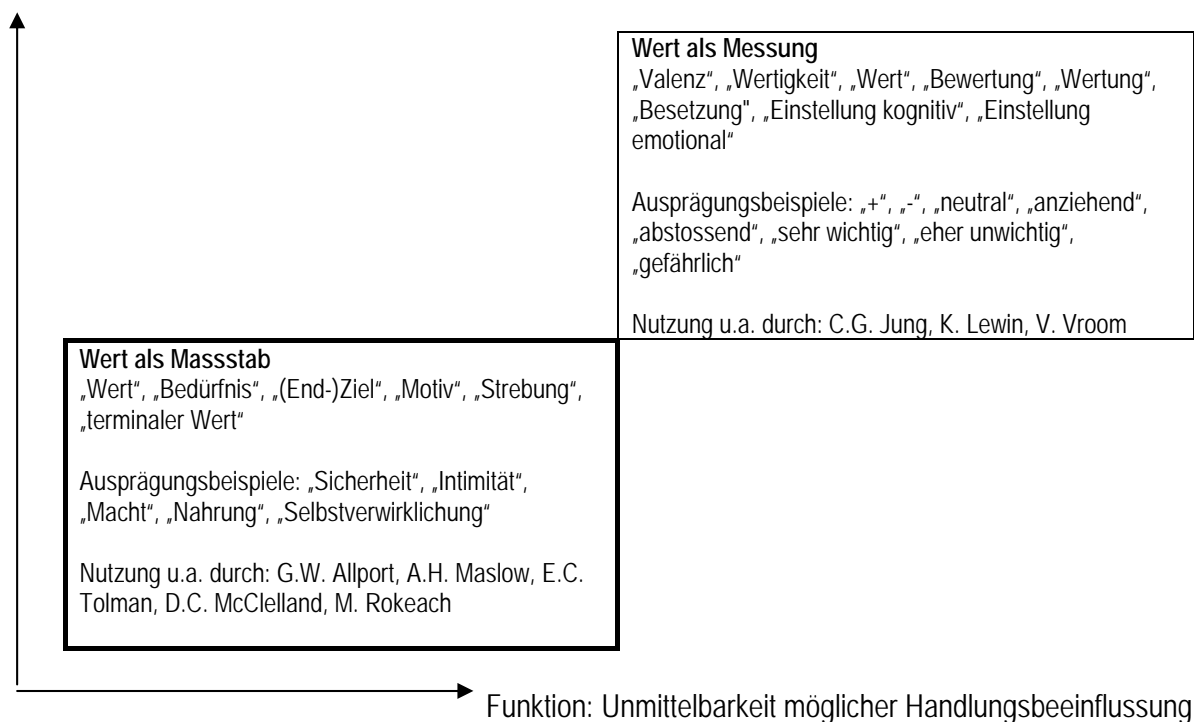 Wert als Messung
„Valenz“, „Wertigkeit“, „Wert“, „Bewertung“, „Wertung“,
„Besetzung", „Einstellung kognitiv“, „Einstellung
emotional“
Ausprägungsbeispiele: „+“, „-“, „neutral“, „anziehend“,
„abstossend“, „sehr wichtig“, „eher unwichtig“,
„gefährlich“
Nutzung u.a. durch: C.G. Jung, K. Lewin, V. Vroom
Wert als Massstab
„Wert“, „Bedürfnis“, „(End-)Ziel“, „Motiv“, „Strebung“,
„terminaler Wert“
Ausprägungsbeispiele: „Sicherheit“, „Intimität“,
„Macht“, „Nahrung“, „Selbstverwirklichung“
Nutzung u.a. durch: G.W. Allport, A.H. Maslow, E.C.
Tolman, D.C. McClelland, M. Rokeach
Funktion: Unmittelbarkeit möglicher Handlungsbeeinflussung